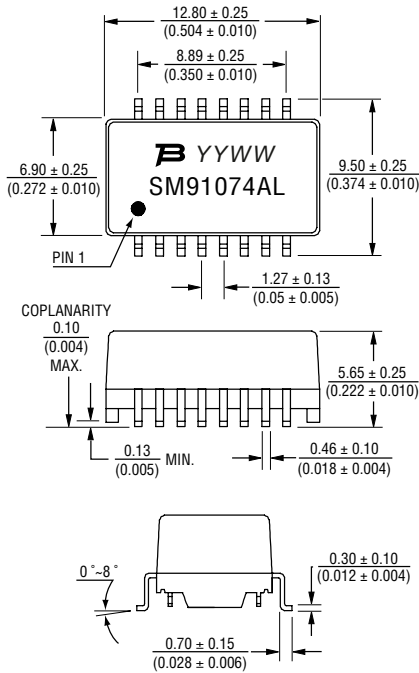 12.80 ± 0.25
(0.504 ± 0.010)
8.89 ± 0.25
(0.350 ± 0.010)
6.90 ± 0.25
(0.272 ± 0.010)
YYWW
SM91074AL
9.50 ± 0.25
(0.374 ± 0.010)
PIN 1
1.27 ± 0.13
(0.05 ± 0.005)
COPLANARITY
0.10
(0.004)
MAX.
5.65 ± 0.25
(0.222 ± 0.010)
0.13
(0.005)
MIN.
0.46 ± 0.10
(0.018 ± 0.004)
0°~8°
0.30 ± 0.10
(0.012 ± 0.004)
0.70 ± 0.15
(0.028 ± 0.006)